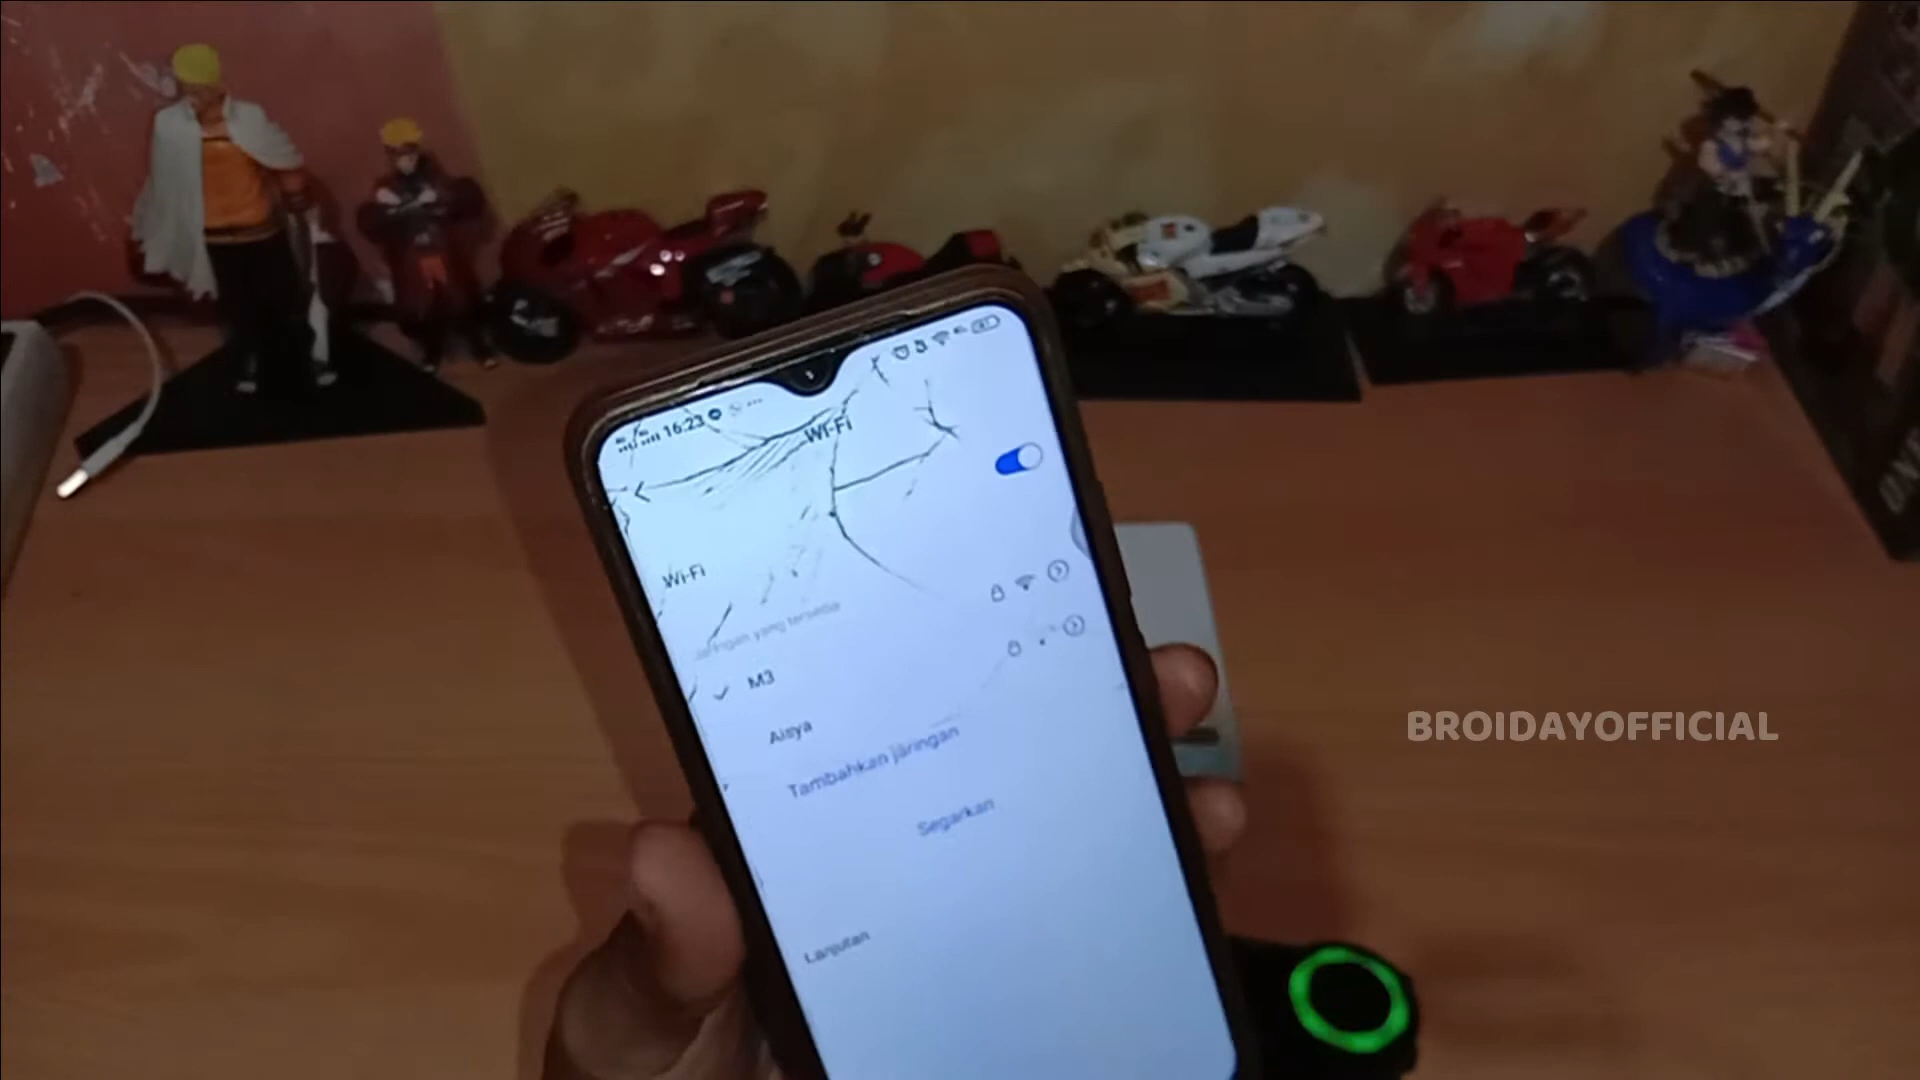 16:23
Wi-Fi
Wi-Fi
Jaringan yang tersedia
M3
Aisya
Tambahkan jaringan
Segarkan
Lanjutan
BROIDAYOFFICIAL